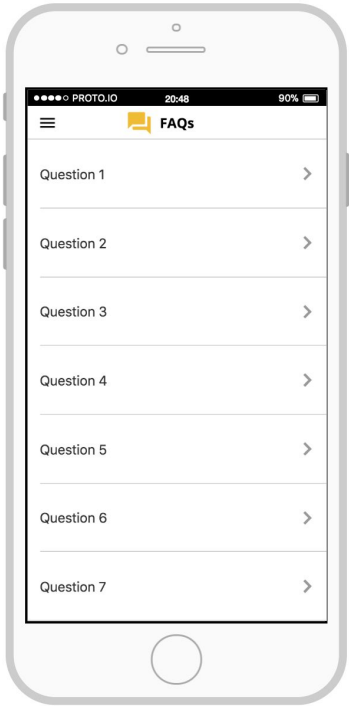 PROTO.IO 20:48 90%
FAQs
Question 1
Question 2
Question 3
Question 4
Question 5
Question 6
Question 7